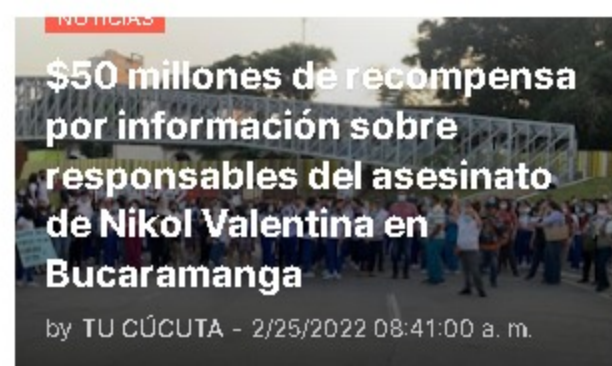 NOTICIAS
$50 millones de recompensa
por información sobre
responsables del asesinato
de Nikol Valentina en
Bucaramanga
by TU CÚCUTA - 2/25/2022 08:41:00 a. m.